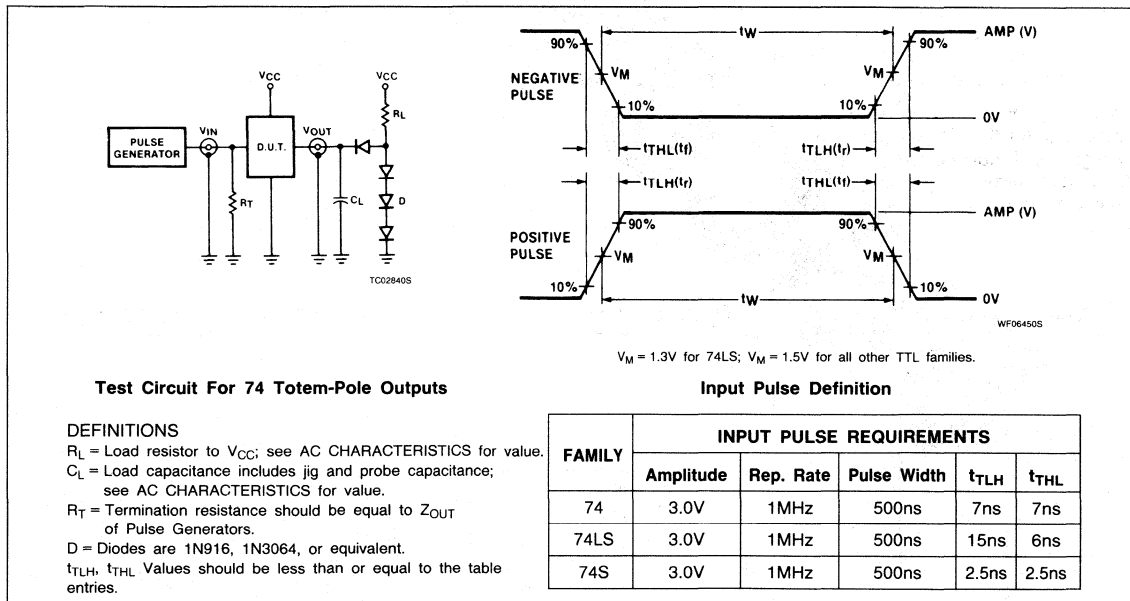 VCC
VCC
RL
PULSE GENERATOR
VIN
D.U.T.
VOUT
RT
CL
D
TC02840S
tW
AMP (V)
90%
90%
NEGATIVE PULSE
VM
VM
10%
10%
0V
tTHL(tf)
tTLH(tr)
tTLH(tr)
tTHL(tf)
AMP (V)
90%
90%
POSITIVE PULSE
VM
VM
10%
10%
tW
0V
WF06450S
VM = 1.3V for 74LS; VM = 1.5V for all other TTL families.
Test Circuit For 74 Totem-Pole Outputs
Input Pulse Definition
DEFINITIONS
RL = Load resistor to VCC; see AC CHARACTERISTICS for value.
CL = Load capacitance includes jig and probe capacitance;
see AC CHARACTERISTICS for value.
RT = Termination resistance should be equal to ZOUT
of Pulse Generators.
D = Diodes are 1N916, 1N3064, or equivalent.
tTLH, tTHL Values should be less than or equal to the table
entries.
FAMILY
INPUT PULSE REQUIREMENTS
Amplitude Rep. Rate Pulse Width tTLH tTHL
74 3.0V 1MHz 500ns 7ns 7ns
74LS 3.0V 1MHz 500ns 15ns 6ns
74S 3.0V 1MHz 500ns 2.5ns 2.5ns